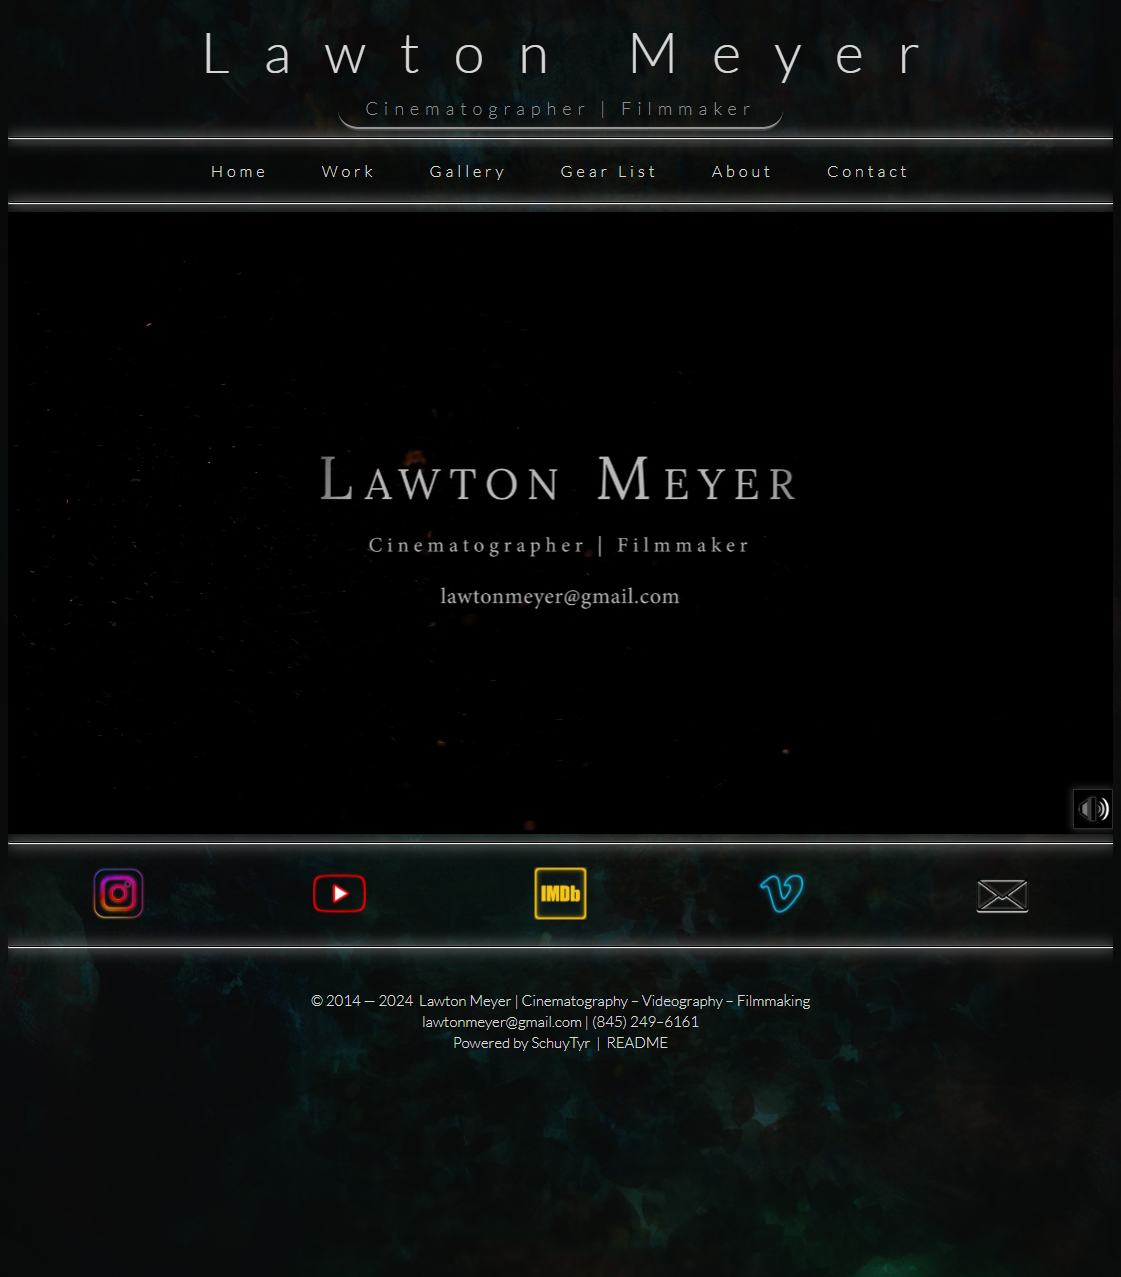 Lawton Meyer
Cinematographer | Filmmaker
Home Work Gallery Gear List About Contact
LAWTON MEYER
Cinematographer | Filmmaker
lawtonmeyer@gmail.com
IMDb
© 2014 — 2024 Lawton Meyer | Cinematography – Videography – Filmmaking
lawtonmeyer@gmail.com | (845) 249–6161
Powered by SchuyTyr | README